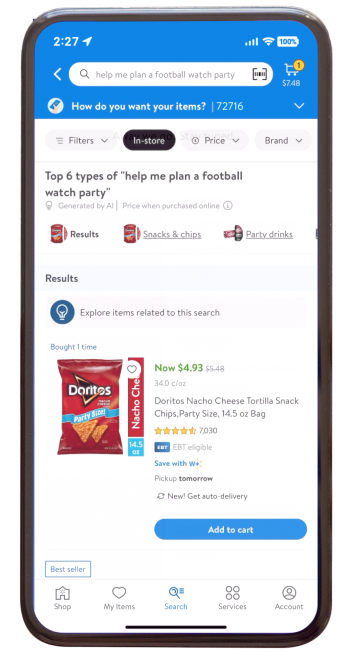 2:27
100%
help me plan a football watch party
1
$7.48
How do you want your items? | 72716
Filters
In-store
Price
Brand
Top 6 types of "help me plan a football
watch party"
Generated by AI | Price when purchased online
Results
Snacks & chips
Party drinks
Results
Explore items related to this search
Bought 1 time
Doritos
NACHO CHEESE
Party Size!
Nacho Che
14.5
oz
Now $4.93 $5.48
34.0 ¢/oz
Doritos Nacho Cheese Tortilla Snack
Chips,Party Size, 14.5 oz Bag
7,030
EBT EBT eligible
Save with W+
Pickup tomorrow
New! Get auto-delivery
Add to cart
Best seller
Shop
My Items
Search
Services
Account